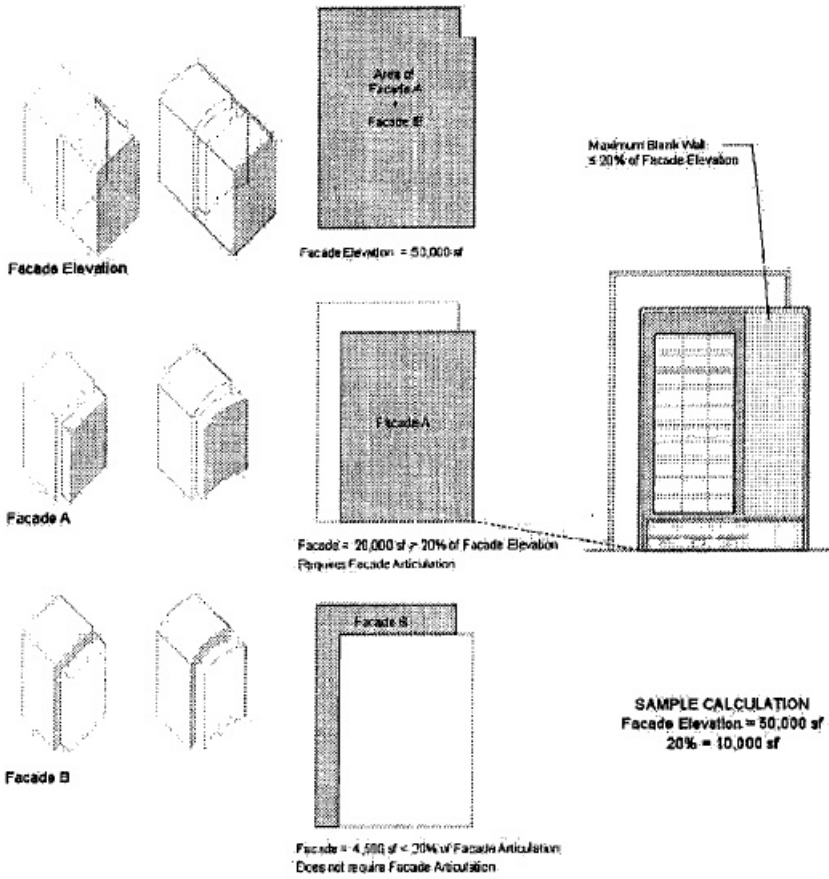 Area of
Facade A
+
Facade B
Facade Elevation
Facade Elevation = 50,000 sf
Maximum Blank Wall
≤ 20% of Facade Elevation
Facade A
Facade A
Facade = 20,000 sf > 20% of Facade Elevation
Requires Facade Articulation
Facade B
Facade B
Facade = 4,500 sf < 20% of Facade Articulation
Does not require Facade Articulation
SAMPLE CALCULATION
Facade Elevation = 50,000 sf
20% = 10,000 sf